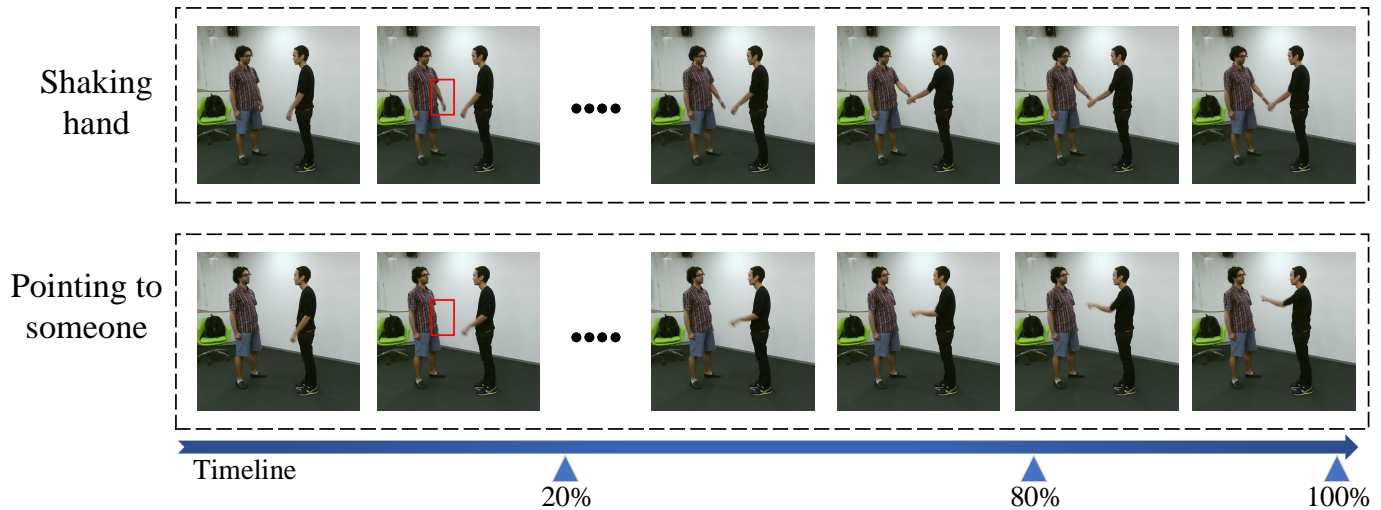 Shaking
hand
Pointing to
someone
Timeline
20%
80%
100%